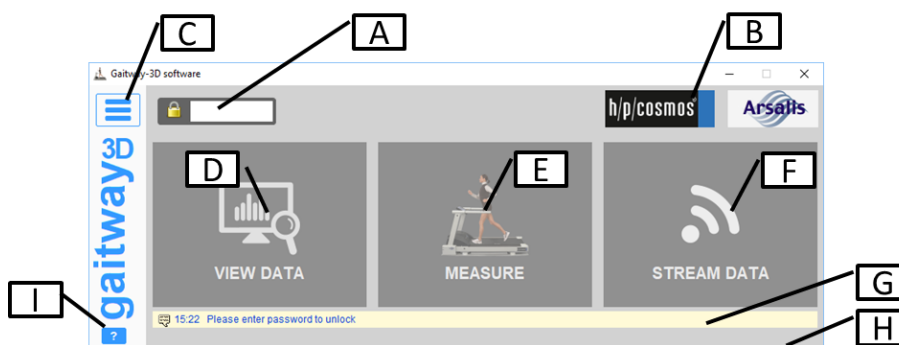 C
A
B
Gaitway-3D software
h/p/cosmos
Arsalis
gaitway 3D
D
E
F
VIEW DATA
MEASURE
STREAM DATA
G
15:22 Please enter password to unlock
I
?
H